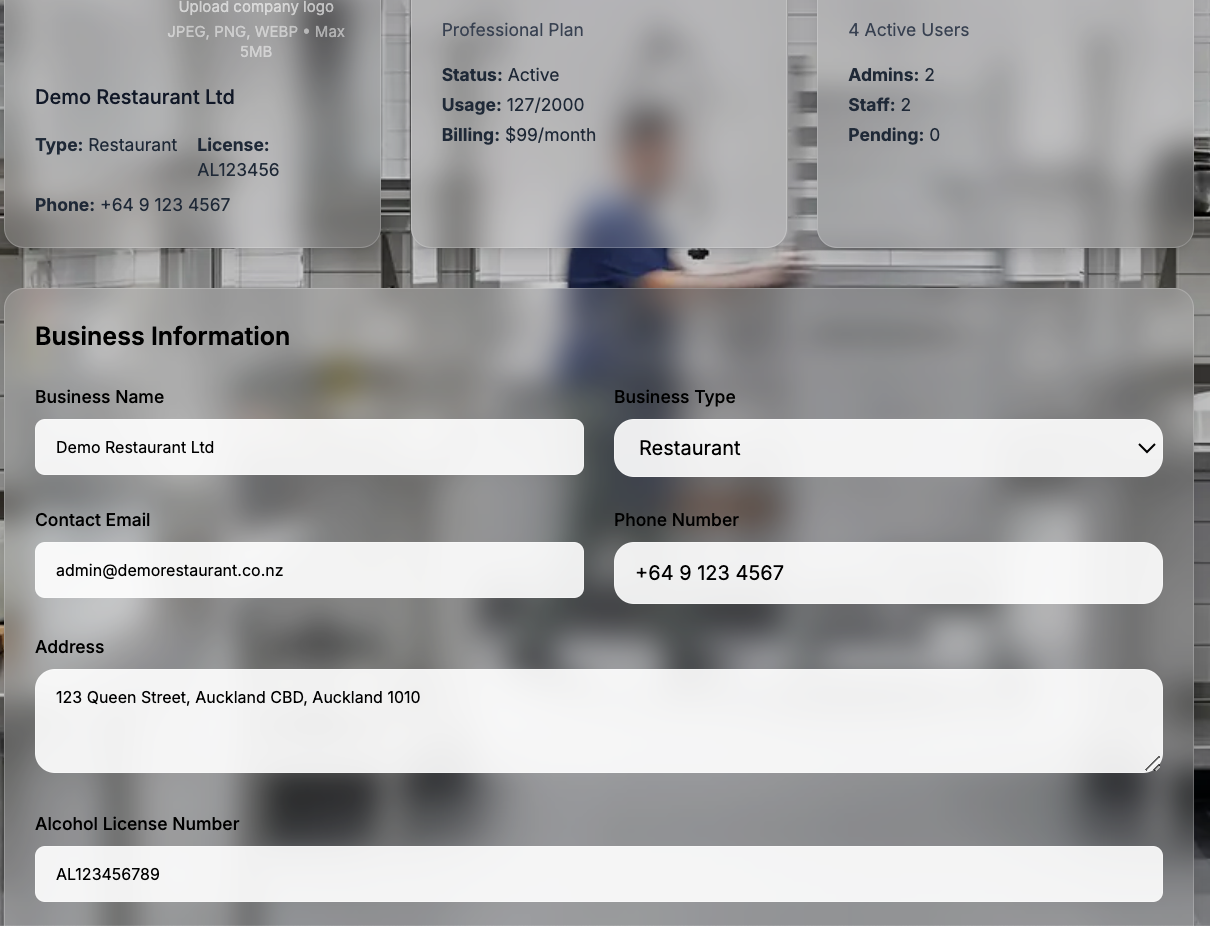 Upload company logo
JPEG, PNG, WEBP • Max
5MB
Demo Restaurant Ltd
Type: Restaurant License:
AL123456
Phone: +64 9 123 4567
Professional Plan
Status: Active
Usage: 127/2000
Billing: $99/month
4 Active Users
Admins: 2
Staff: 2
Pending: 0
Business Information
Business Name
Demo Restaurant Ltd
Business Type
Restaurant
Contact Email
admin@demorestaurant.co.nz
Phone Number
+64 9 123 4567
Address
123 Queen Street, Auckland CBD, Auckland 1010
Alcohol License Number
AL123456789